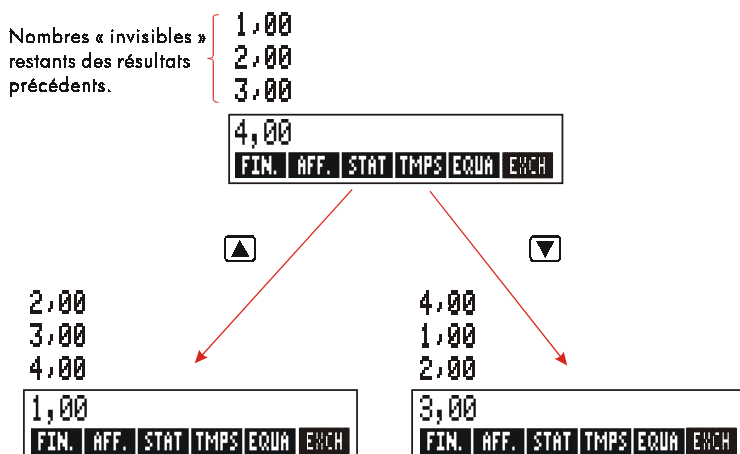 Nombres « invisibles »
restants des résultats
précédents.
1,00
2,00
3,00
4,00
FIN. AFF. STAT TMPS EQUA EXCH
2,00
3,00
4,00
1,00
FIN. AFF. STAT TMPS EQUA EXCH
4,00
1,00
2,00
3,00
FIN. AFF. STAT TMPS EQUA EXCH